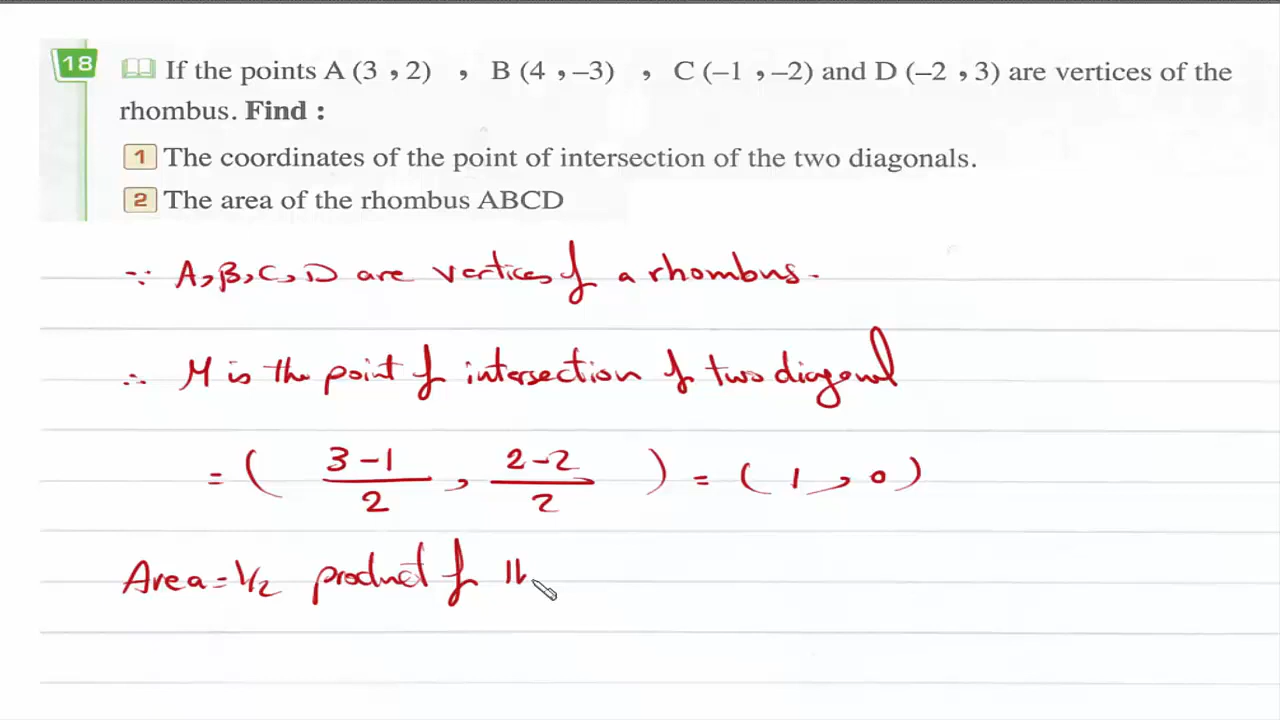 18 If the points A (3 , 2) , B (4 , –3) , C (–1 , –2) and D (–2 , 3) are vertices of the
rhombus. Find :
1 The coordinates of the point of intersection of the two diagonals.
2 The area of the rhombus ABCD
∵ A, B, C, D are vertices of a rhombus.
∴ M is the point of intersection of two diagonal
= ( 3-1/2 , 2-2/2 ) = ( 1 , 0 )
Area = 1/2 product of